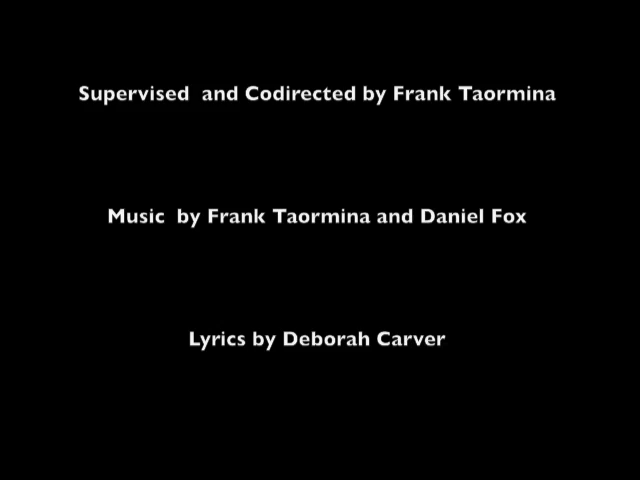 Supervised  and Codirected by Frank Taormina
Music  by Frank Taormina and Daniel Fox
Lyrics by Deborah Carver